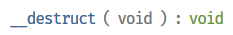 __destruct ( void ) : void